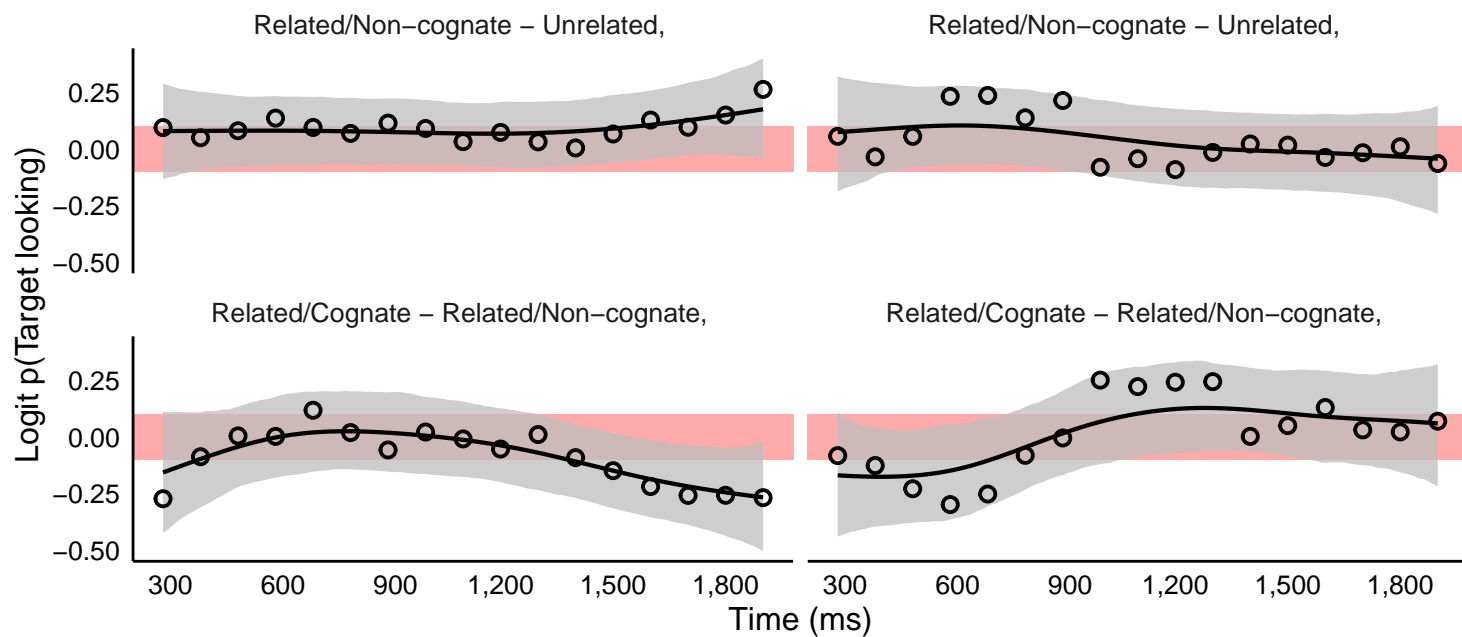 Related/Non−cognate − Unrelated,
Related/Non−cognate − Unrelated,
0.25
0.00
−0.25
−0.50
Related/Cognate − Related/Non−cognate,
Related/Cognate − Related/Non−cognate,
0.25
0.00
−0.25
−0.50
Logit p(Target looking)
300 600 900 1,200 1,500 1,800
300 600 900 1,200 1,500 1,800
Time (ms)